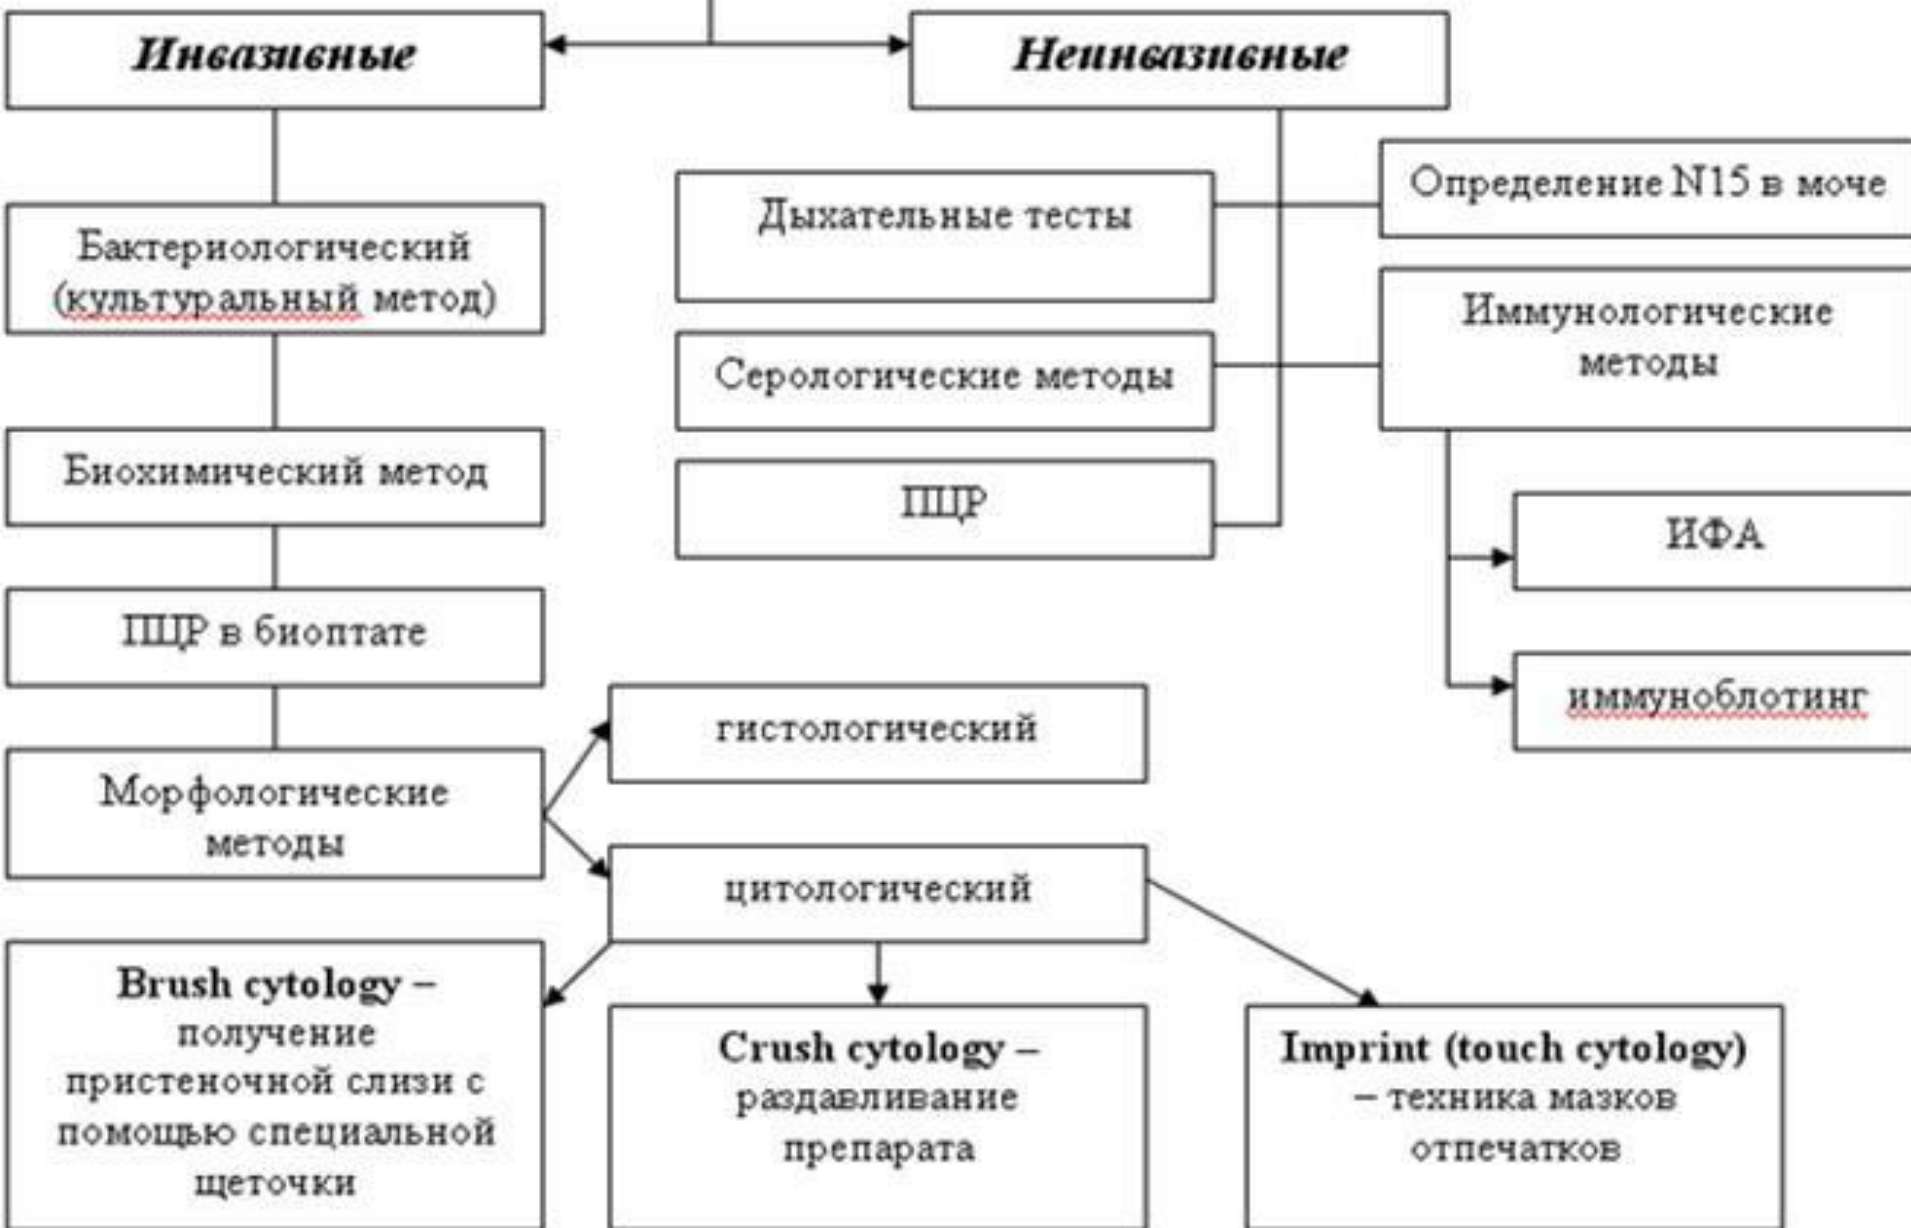 Инвазивные
Неинвазивные
Бактериологический
(культуральный метод)
Биохимический метод
ПЦР в биоптате
Морфологические
методы
Дыхательные тесты
Серологические методы
ПЦР
Определение N15 в моче
Иммунологические
методы
ИФА
иммуноблотинг
гистологический
цитологический
Brush cytology –
получение
пристеночной слизи с
помощью специальной
щеточки
Crush cytology –
раздавливание
препарата
Imprint (touch cytology)
– техника мазков
отпечатков